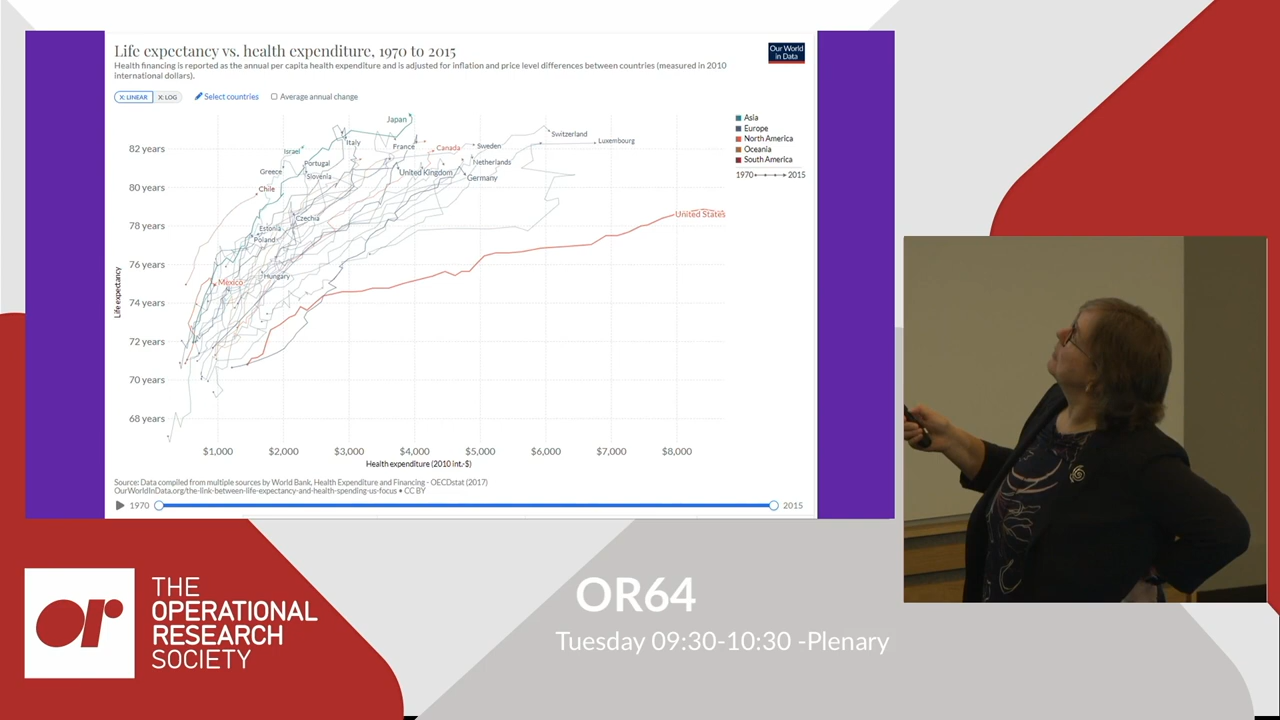 Life expectancy vs. health expenditure, 1970 to 2015
Health financing is reported as the annual per capita health expenditure and is adjusted for inflation and price level differences between countries (measured in 2010
international dollars).
Our World
in Data
X: LINEAR
X: LOG
Select countries
Average annual change
Asia
Europe
North America
Oceania
South America
1970
2015
82 years
80 years
78 years
76 years
74 years
72 years
70 years
68 years
Life expectancy
Japan
Switzerland
Luxembourg
Italy
France
Canada
Sweden
Israel
Portugal
Netherlands
Greece
Slovenia
United Kingdom
Germany
Chile
United States
Czechia
Estonia
Poland
Hungary
Mexico
$1,000
$2,000
$3,000
$4,000
$5,000
$6,000
$7,000
$8,000
Health expenditure (2010 int.-$)
Source: Data compiled from multiple sources by World Bank, Health Expenditure and Financing - OECDstat (2017)
OurWorldInData.org/the-link-between-life-expectancy-and-health-spending-us-focus • CC BY
1970
2015
or
THE
OPERATIONAL
RESEARCH
SOCIETY
OR64
Tuesday 09:30-10:30 -Plenary